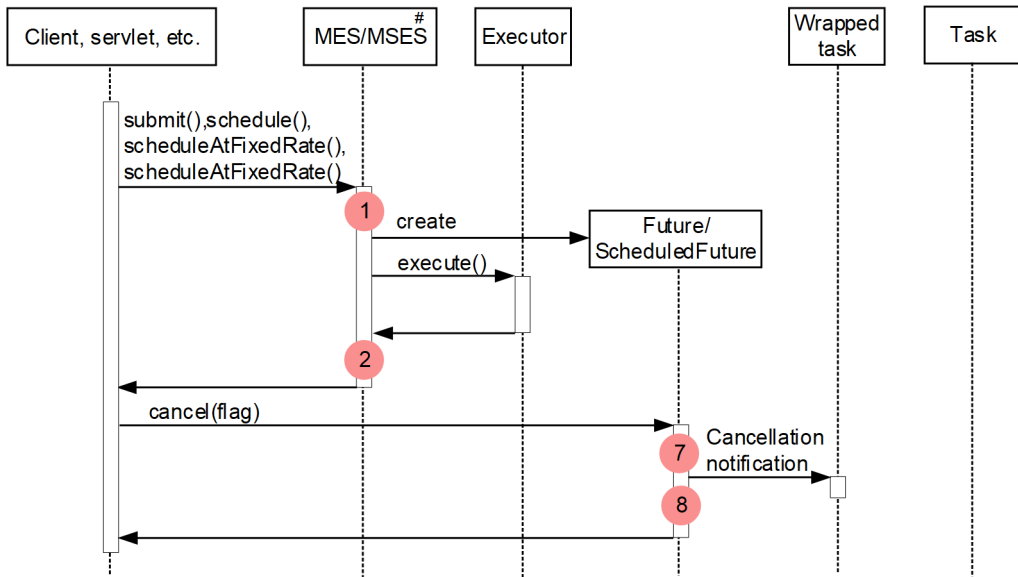 Client, servlet, etc.
#
MES/MSES
Executor
Wrapped
task
Task
submit(),schedule(),
scheduleAtFixedRate(),
scheduleAtFixedRate()
1
create
Future/
ScheduledFuture
execute()
2
cancel(flag)
7
Cancellation
notification
8